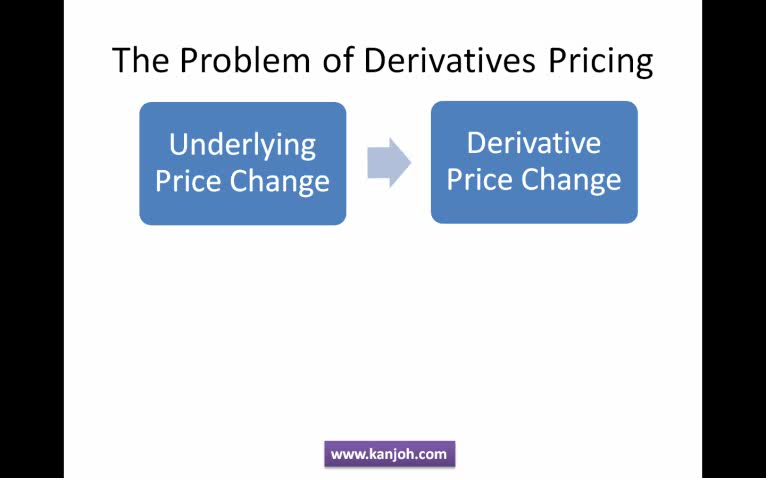 The Problem of Derivatives Pricing
Underlying
Price Change
Derivative
Price Change
www.kanjoh.com